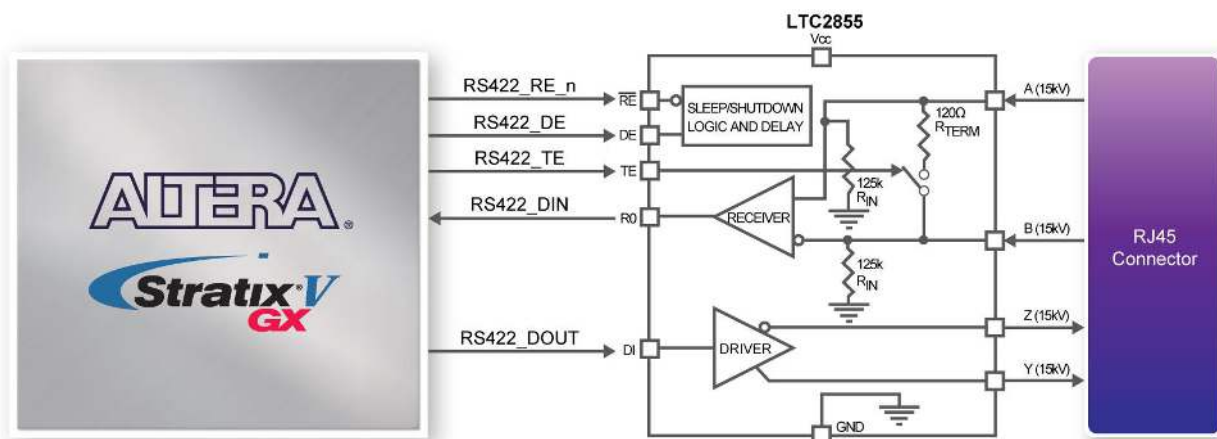 LTC2855
Vcc
RS422_RE_n
RE
SLEEP/SHUTDOWN
LOGIC AND DELAY
A (15kV)
120Ω
RTERM
RS422_DE
DE
RS422_TE
TE
125k
RIN
RS422_DIN
R0
RECEIVER
B (15kV)
RJ45
Connector
125k
RIN
ALTERA®
Stratix® V
GX
Z (15kV)
RS422_DOUT
DI
DRIVER
Y (15kV)
GND